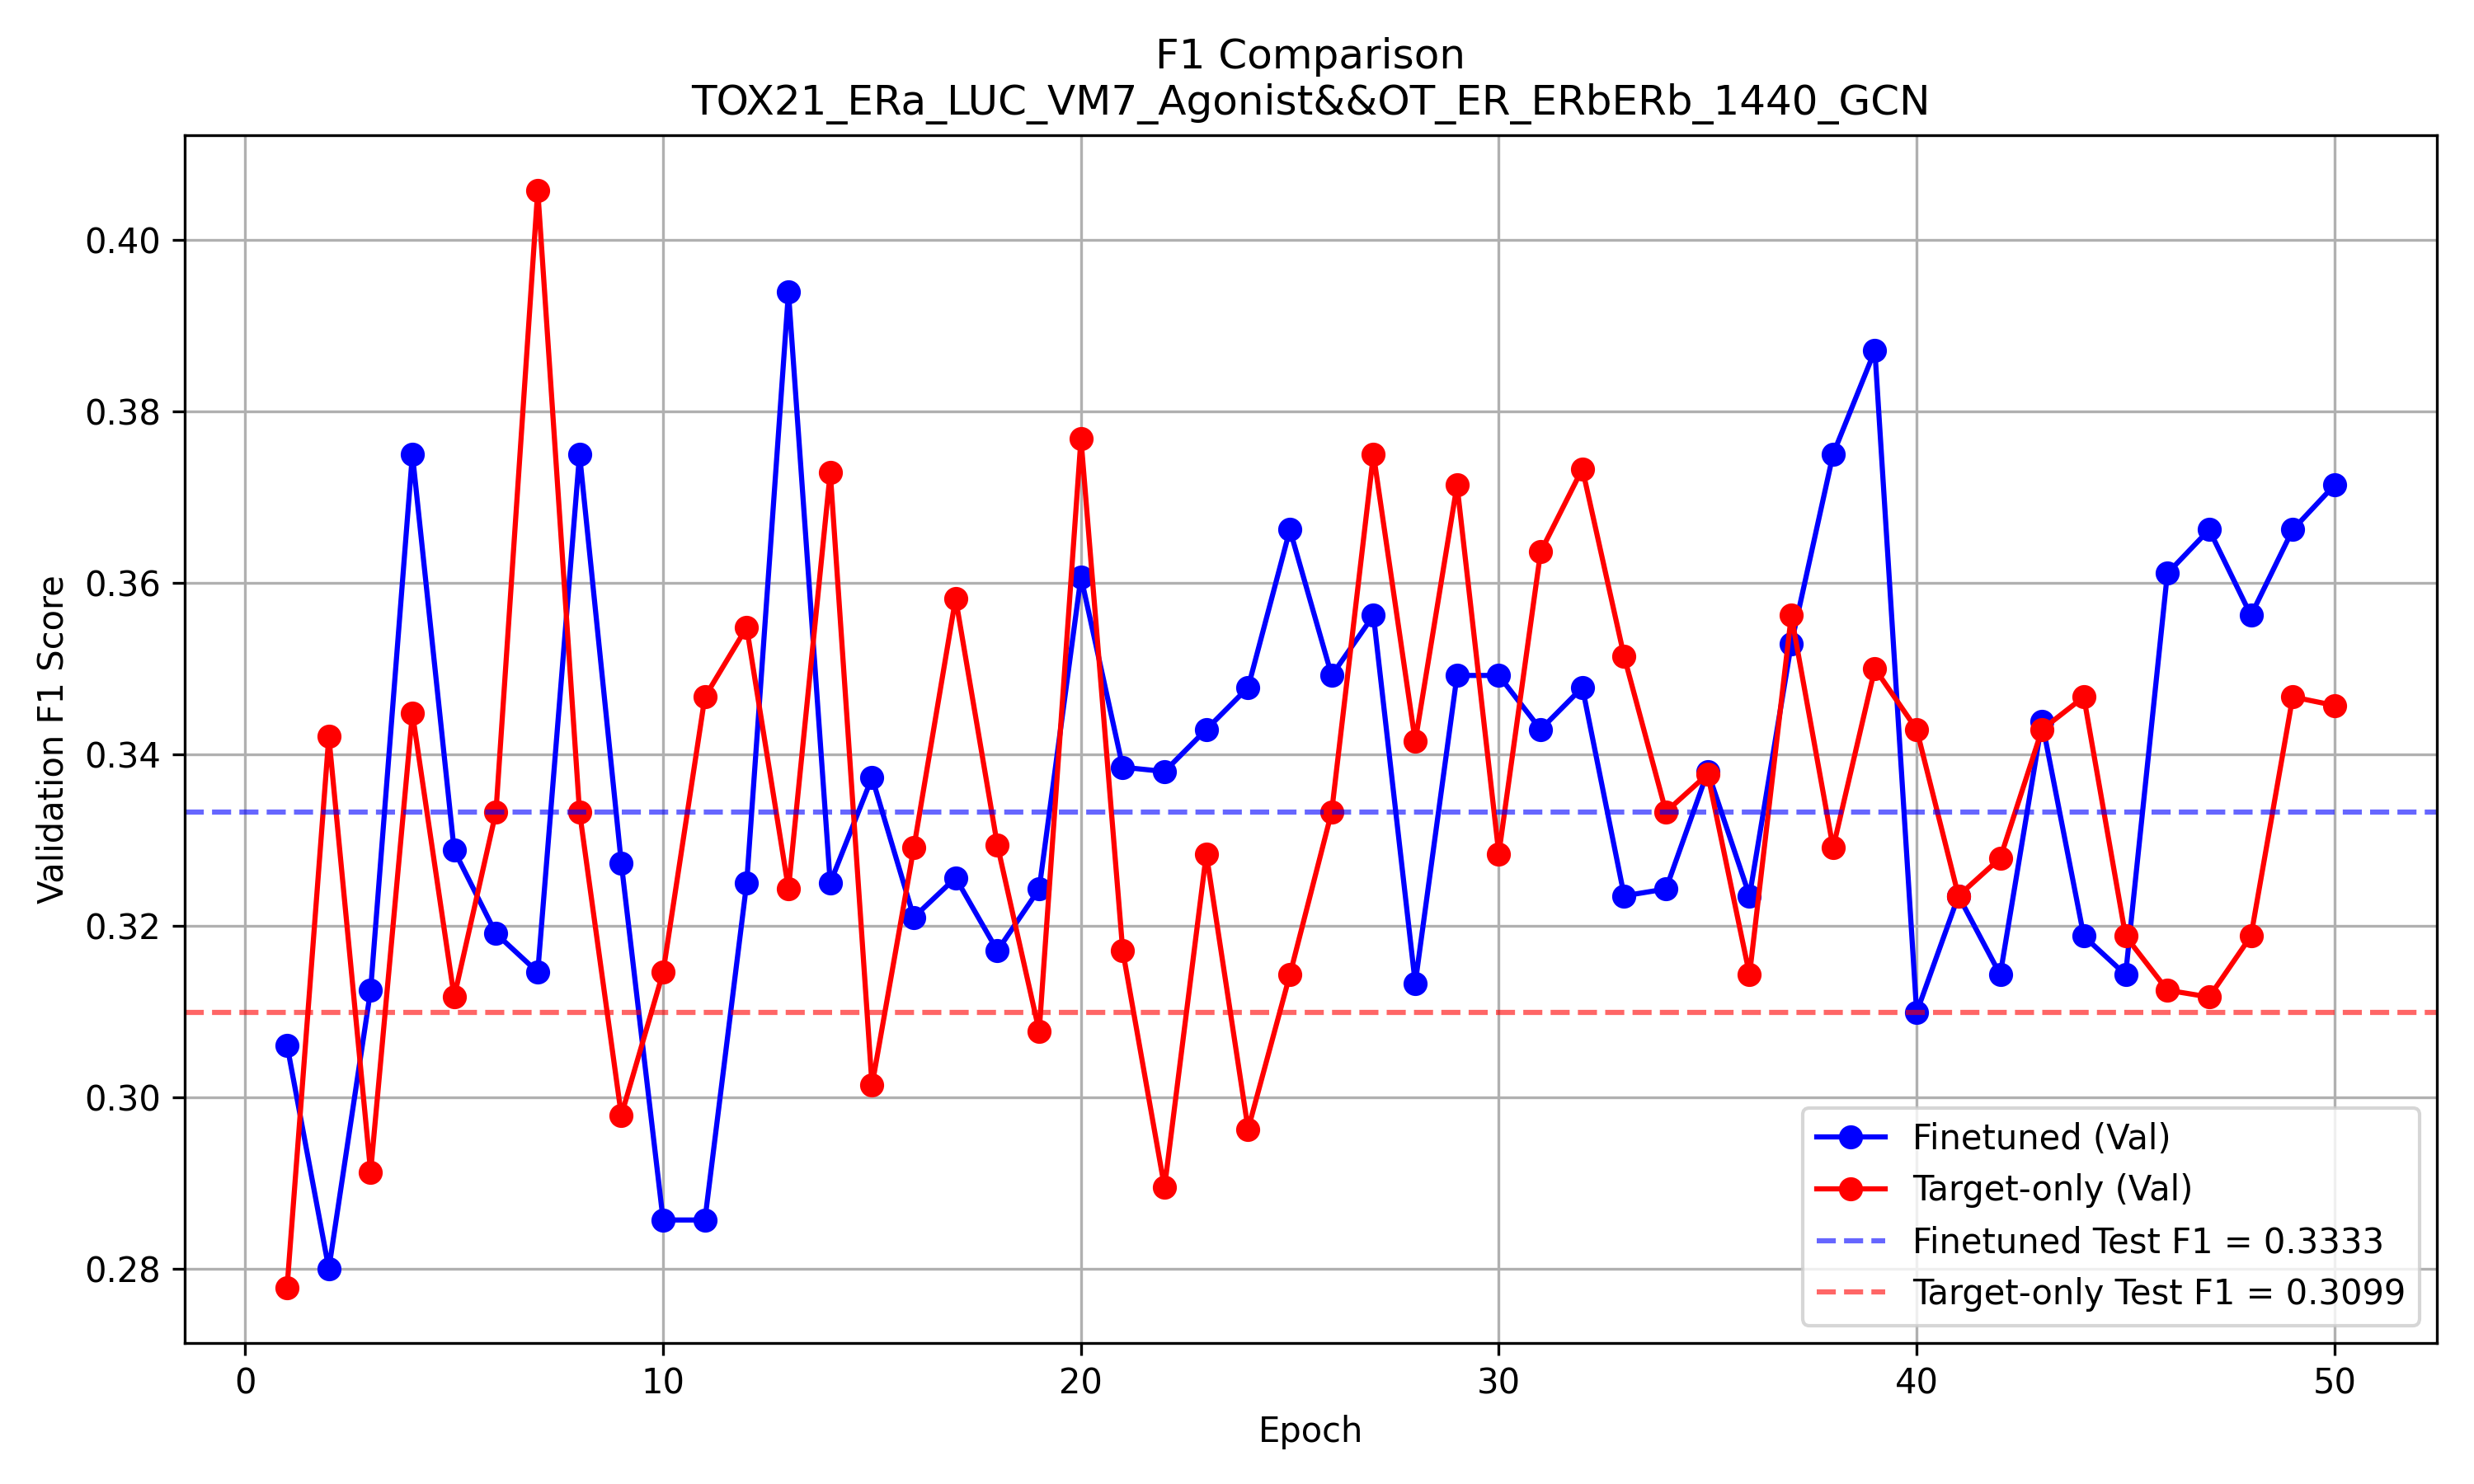 F1 Comparison
TOX21_ERa_LUC_VM7_Agonist&&OT_ER_ERbERb_1440_GCN
Validation F1 Score
0.40
0.38
0.36
0.34
0.32
0.30
0.28
0 10 20 30 40 50
Epoch
Finetuned (Val)
Target-only (Val)
Finetuned Test F1 = 0.3333
Target-only Test F1 = 0.3099